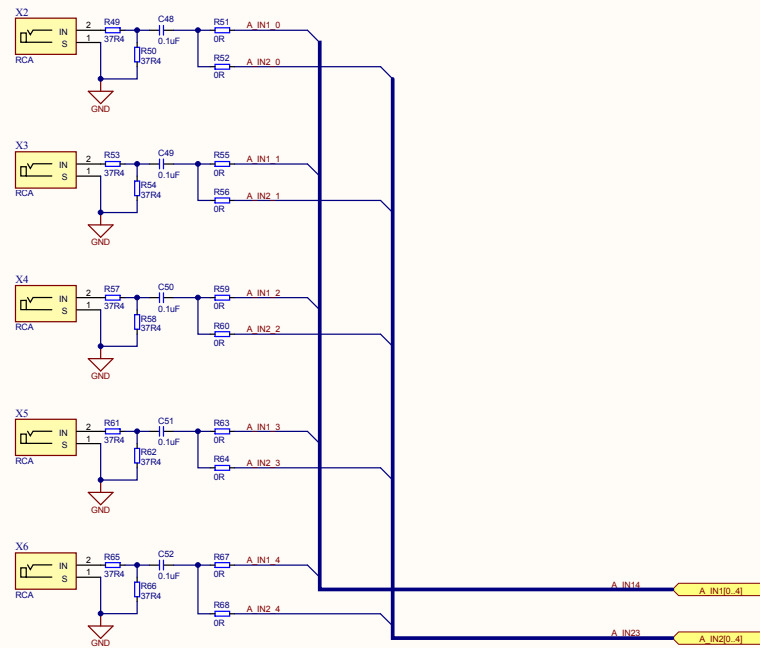 X2
IN
S
RCA
2
1
R49
37R4
R50
37R4
C48
0.1uF
R51
0R
R52
0R
A_IN1_0
A_IN2_0
GND
X3
IN
S
RCA
2
1
R53
37R4
R54
37R4
C49
0.1uF
R55
0R
R56
0R
A_IN1_1
A_IN2_1
GND
X4
IN
S
RCA
2
1
R57
37R4
R58
37R4
C50
0.1uF
R59
0R
R60
0R
A_IN1_2
A_IN2_2
GND
X5
IN
S
RCA
2
1
R61
37R4
R62
37R4
C51
0.1uF
R63
0R
R64
0R
A_IN1_3
A_IN2_3
GND
X6
IN
S
RCA
2
1
R65
37R4
R66
37R4
C52
0.1uF
R67
0R
R68
0R
A_IN1_4
A_IN2_4
GND
A_IN14
A_IN1[0..4]
A_IN23
A_IN2[0..4]